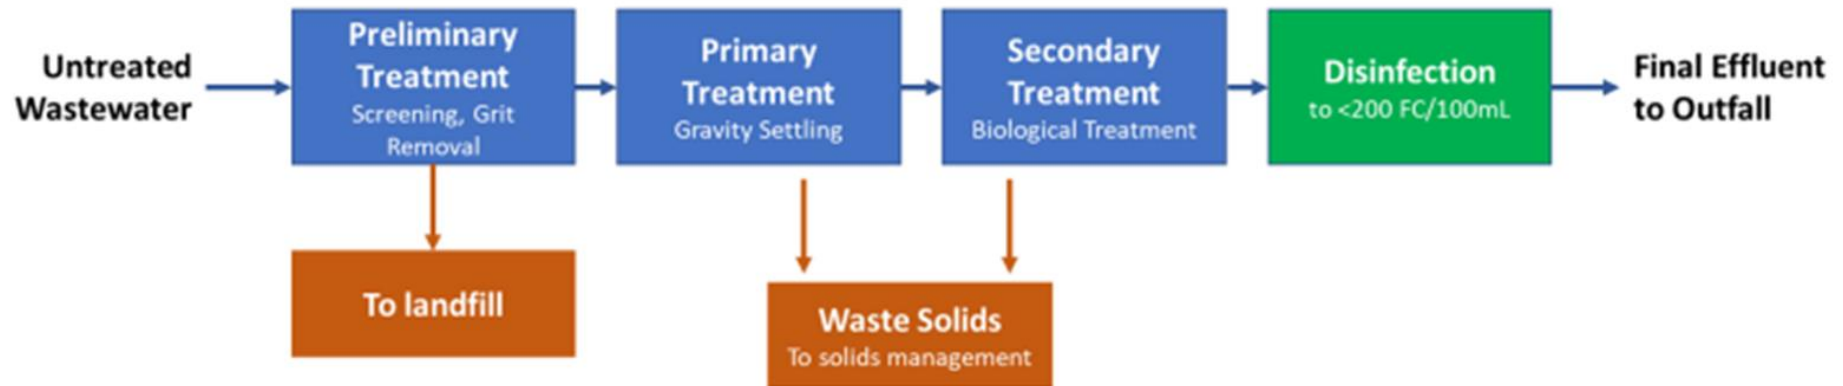 Untreated
Wastewater
Preliminary
Treatment
Screening, Grit
Removal
Primary
Treatment
Gravity Settling
Secondary
Treatment
Biological Treatment
Disinfection
to <200 FC/100mL
Final Effluent
to Outfall
To landfill
Waste Solids
To solids management